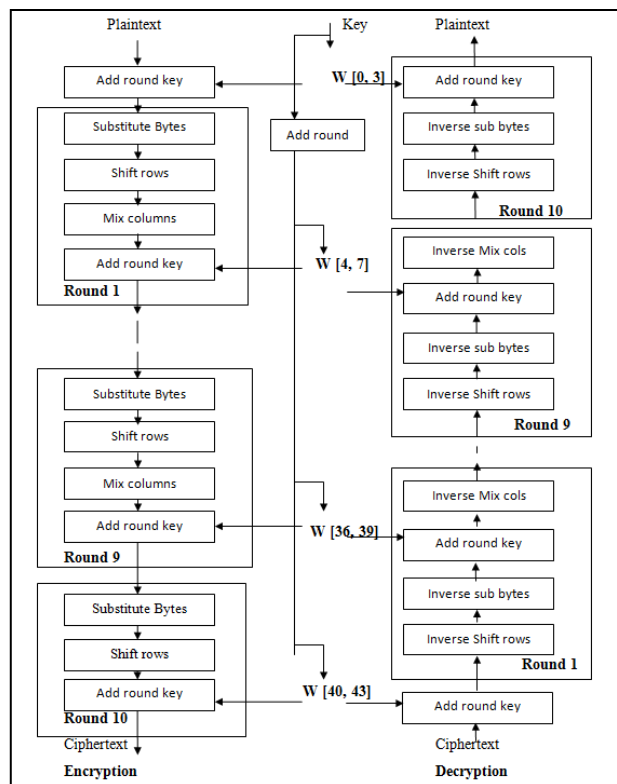 Plaintext
Key
Plaintext
Add round key
W [0, 3]
Add round key
Substitute Bytes
Add round
Inverse sub bytes
Shift rows
Inverse Shift rows
Mix columns
Round 10
Add round key
W [4, 7]
Inverse Mix cols
Round 1
Add round key
Inverse sub bytes
Substitute Bytes
Inverse Shift rows
Shift rows
Round 9
Mix columns
Inverse Mix cols
Add round key
W [36, 39]
Add round key
Round 9
Inverse sub bytes
Substitute Bytes
Inverse Shift rows
Shift rows
Round 1
Add round key
W [40, 43]
Add round key
Round 10
Ciphertext
Ciphertext
Encryption
Decryption